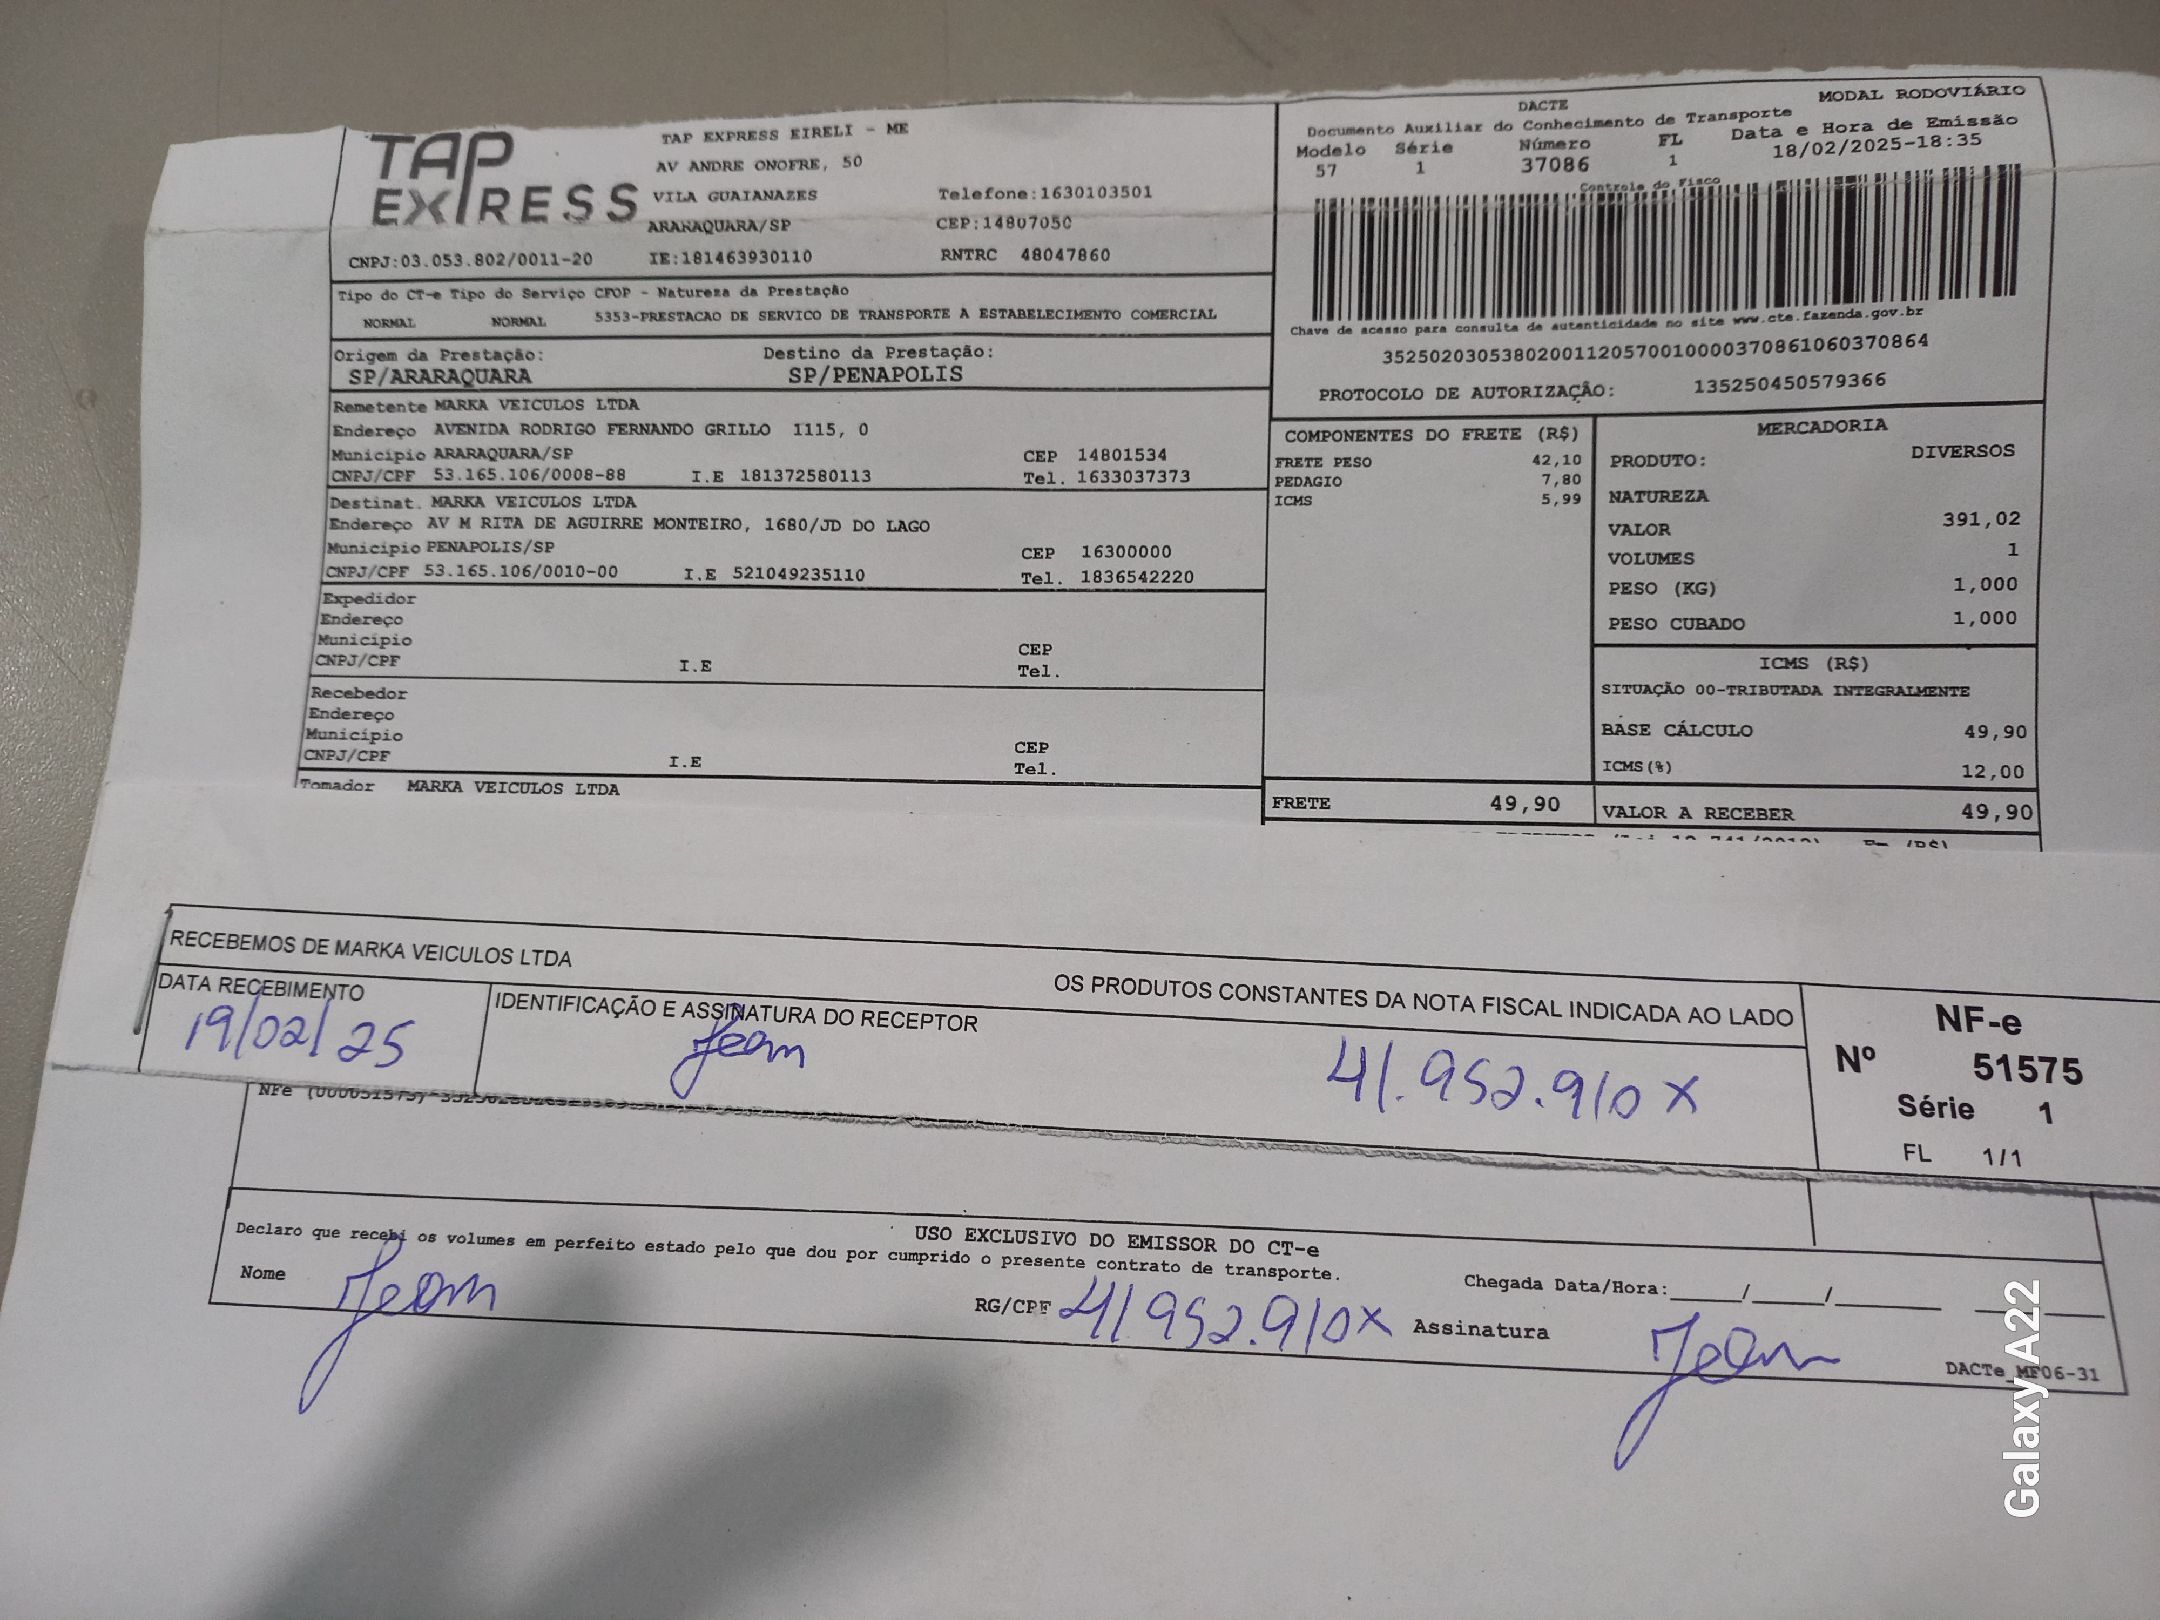 TAP EXPRESS
TAP EXPRESS EIRELI - ME
AV ANDRE ONOFRE, 50
VILA GUAIANAZES Telefone:1630103501
ARARAQUARA/SP CEP:14807050
CNPJ:03.053.802/0011-20 IE:181463930110 RNTRC 48047860
DACTE MODAL RODOVIÁRIO
Documento Auxiliar do Conhecimento de Transporte
Modelo Série Número FL Data e Hora de Emissão
57 1 37086 1 18/02/2025-18:35
Controle do Fisco
Chave de acesso para consulta de autenticidade no site www.cte.fazenda.gov.br
35250203053802001120570010000370861060370864
PROTOCOLO DE AUTORIZAÇÂO: 135250450579366
Tipo do CT-e Tipo do Serviço CFOP - Natureza da Prestação
NORMAL NORMAL 5353-PRESTACAO DE SERVICO DE TRANSPORTE A ESTABELECIMENTO COMERCIAL
Origem da Prestação: Destino da Prestação:
SP/ARARAQUARA SP/PENAPOLIS
Remetente MARKA VEICULOS LTDA
Endereço AVENIDA RODRIGO FERNANDO GRILLO 1115, 0
Município ARARAQUARA/SP CEP 14801534
CNPJ/CPF 53.165.106/0008-88 I.E 181372580113 Tel. 1633037373
Destinat. MARKA VEICULOS LTDA
Endereço AV M RITA DE AGUIRRE MONTEIRO, 1680/JD DO LAGO
Município PENAPOLIS/SP CEP 16300000
CNPJ/CPF 53.165.106/0010-00 I.E 521049235110 Tel. 1836542220
Expedidor
Endereço
Município CEP
CNPJ/CPF I.E Tel.
Recebedor
Endereço
Município CEP
CNPJ/CPF I.E Tel.
Tomador MARKA VEICULOS LTDA
COMPONENTES DO FRETE (R$)
FRETE PESO 42,10
PEDAGIO 7,80
ICMS 5,99
FRETE 49,90
MERCADORIA
PRODUTO: DIVERSOS
NATUREZA
VALOR 391,02
VOLUMES 1
PESO (KG) 1,000
PESO CUBADO 1,000
ICMS (R$)
SITUAÇÃO 00-TRIBUTADA INTEGRALMENTE
BASE CÁLCULO 49,90
ICMS(%) 12,00
VALOR A RECEBER 49,90
RECEBEMOS DE MARKA VEICULOS LTDA OS PRODUTOS CONSTANTES DA NOTA FISCAL INDICADA AO LADO
DATA RECEBIMENTO IDENTIFICAÇÃO E ASSINATURA DO RECEPTOR
19/02/25 Jean 41.952.910x
NF-e
Nº 51575
Série 1
FL 1/1
NFe (000051575)
USO EXCLUSIVO DO EMISSOR DO CT-e
Declaro que recebi os volumes em perfeito estado pelo que dou por cumprido o presente contrato de transporte.
Nome Jean RG/CPF 41952.910x Chegada Data/Hora:_____/_____/_______
Assinatura Jean
DACTe_MF06-31
Galaxy A22